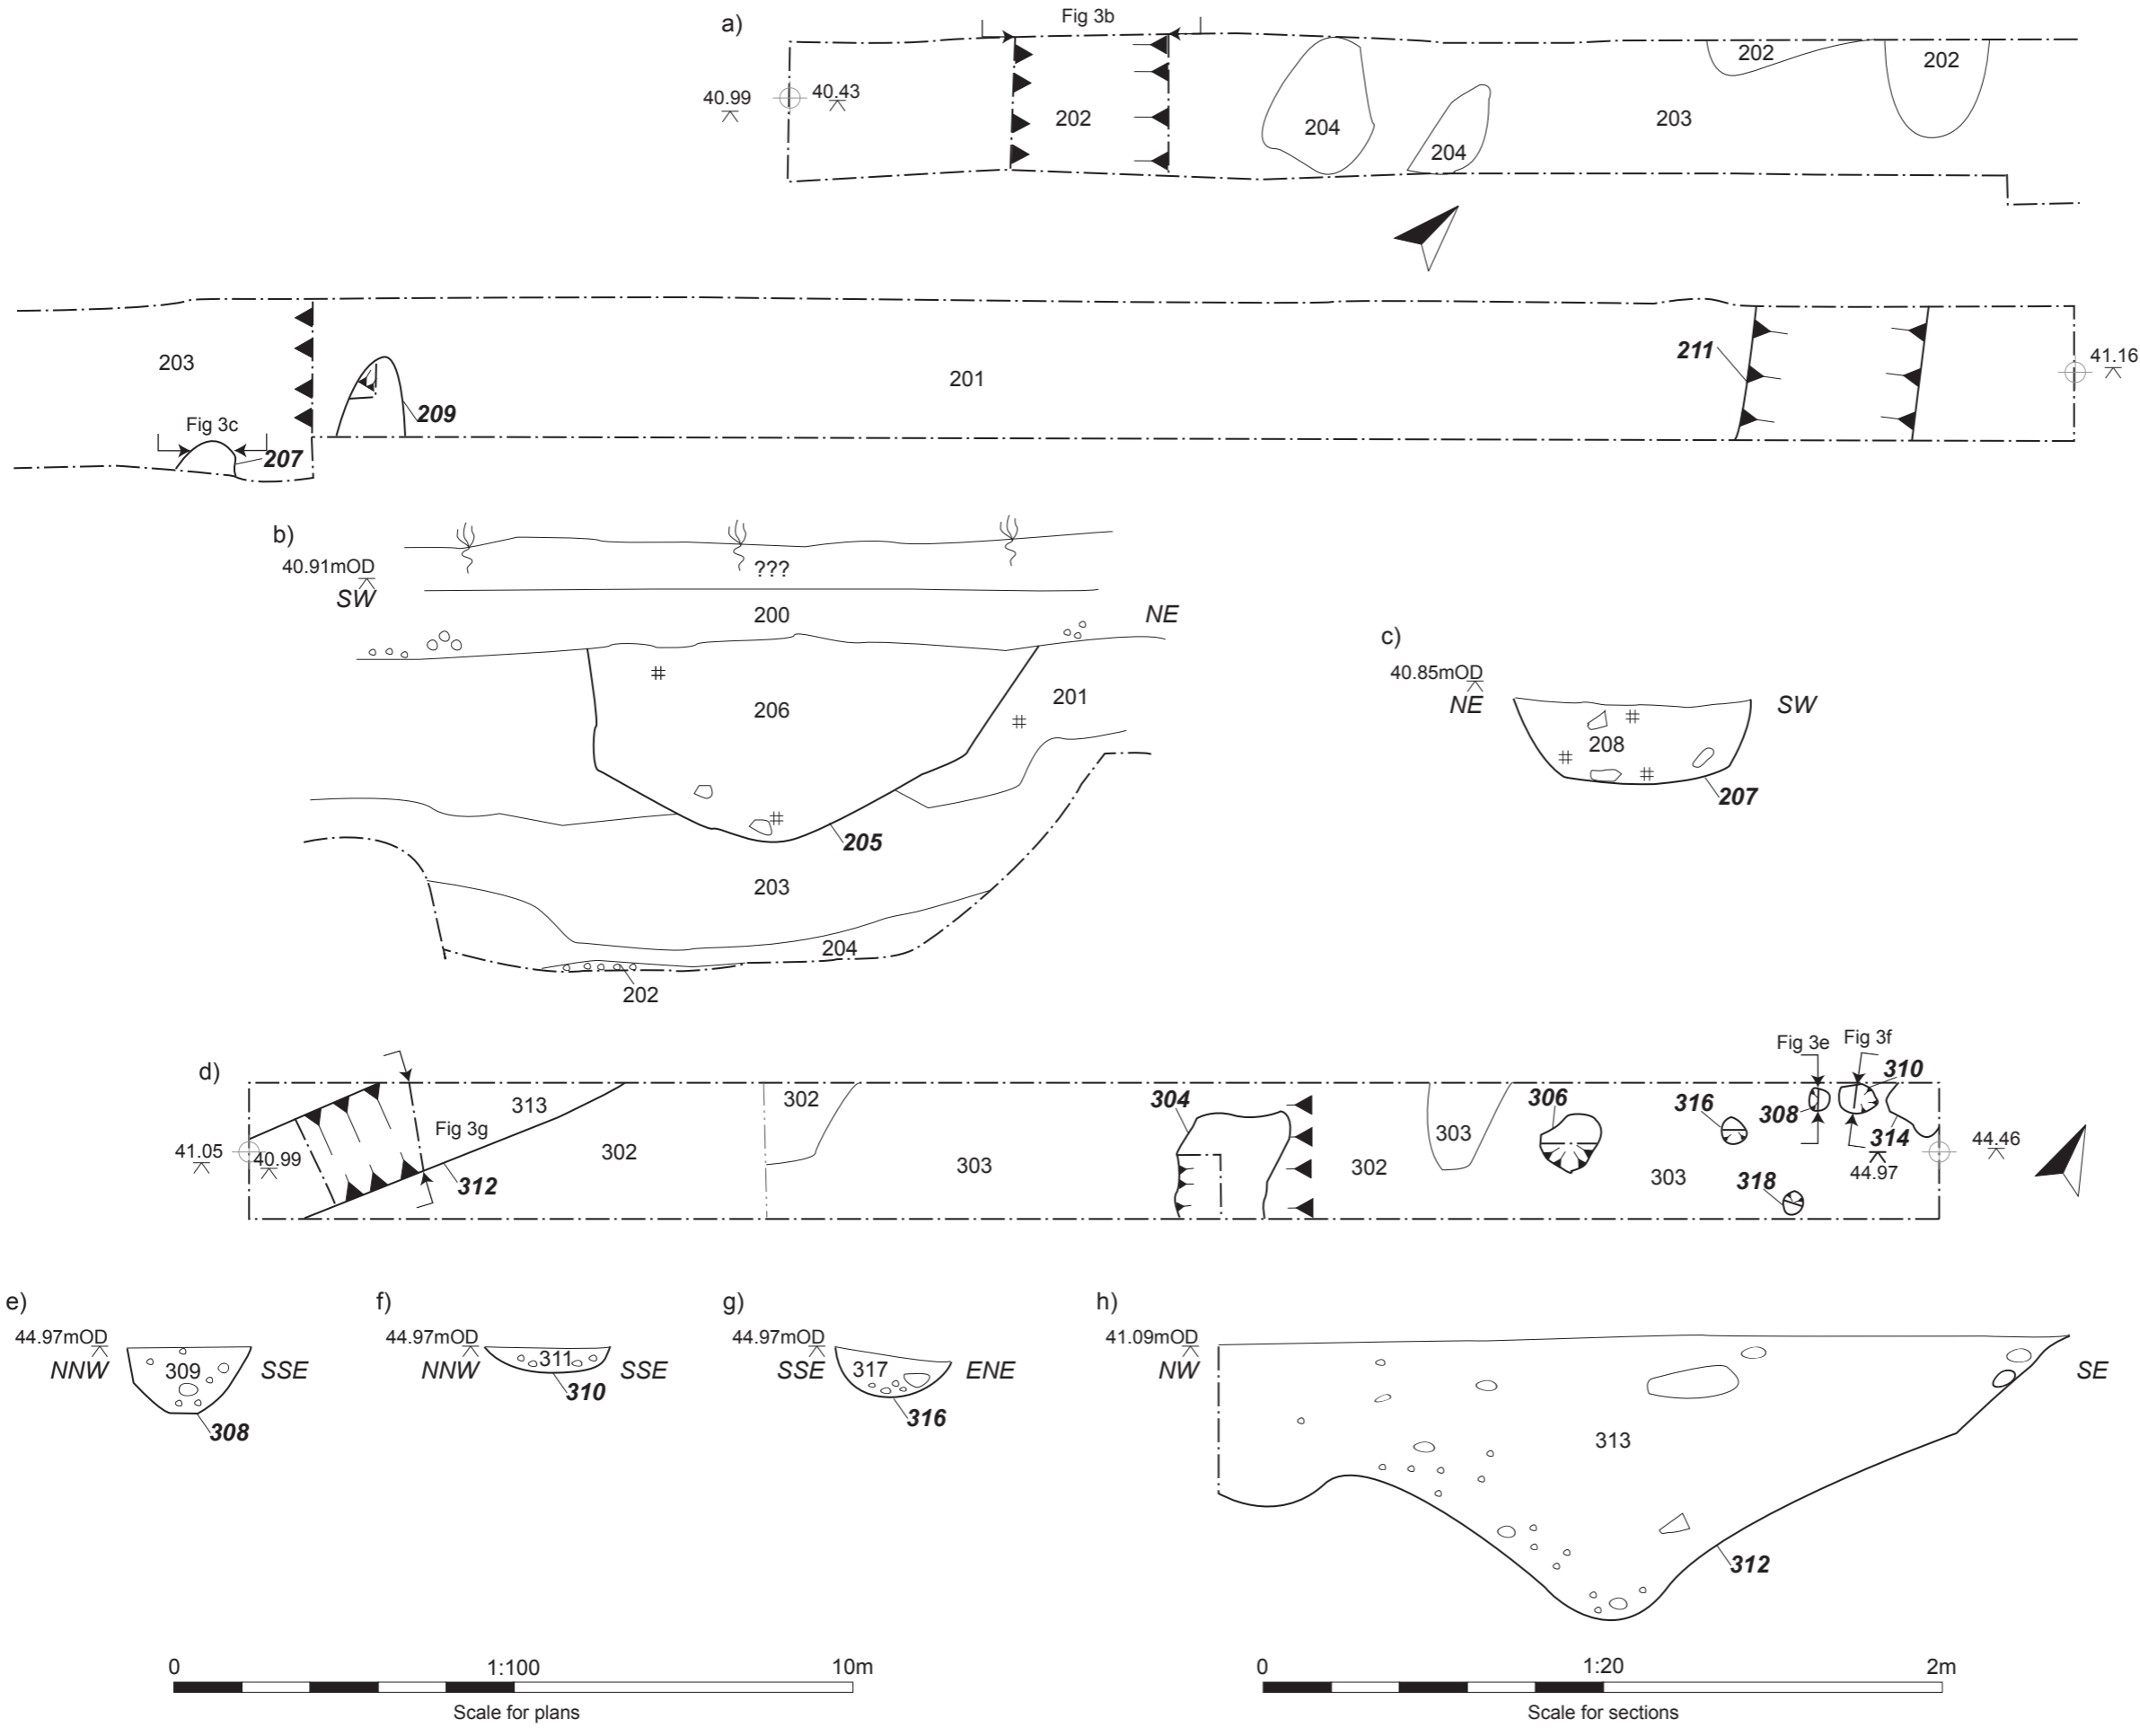 a)
Fig 3b
40.99
40.43
202
204
204
203
202
202
203
Fig 3c
207
209
201
211
41.16
b)
40.91mOD
SW
???
200
NE
206
201
205
203
204
202
c)
40.85mOD
NE
SW
208
207
d)
41.05
40.99
Fig 3g
313
312
302
302
303
304
302
303
306
316
303
318
Fig 3e
Fig 3f
308
310
314
44.97
44.46
e)
44.97mOD
NNW
309
SSE
308
f)
44.97mOD
NNW
311
SSE
310
g)
44.97mOD
SSE
317
ENE
316
h)
41.09mOD
NW
313
SE
312
0
1:100
10m
Scale for plans
0
1:20
2m
Scale for sections